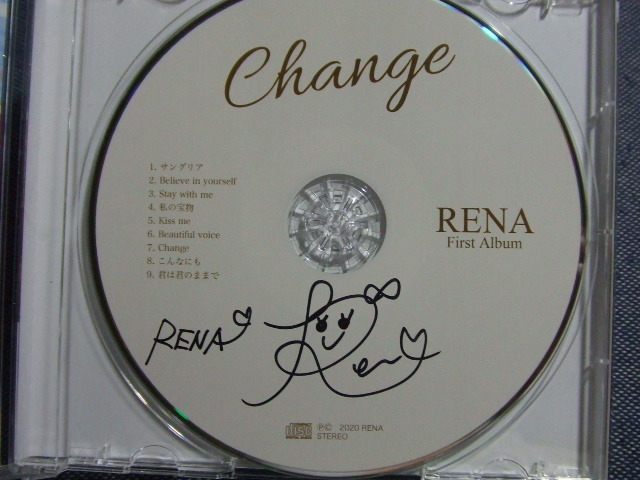 Change
1. サングリア
2. Believe in yourself
3. Stay with me
4. 私の宝物
5. Kiss me
6. Beautiful voice
7. Change
8. こんなにも
9. 君は君のままで
RENA
First Album
RENA
Rena
℗© 2020 RENA
STEREO